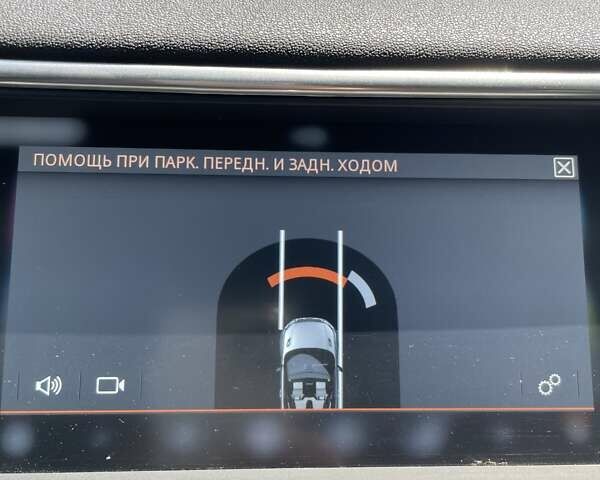 ПОМОЩЬ ПРИ ПАРК. ПЕРЕДН. И ЗАДН. ХОДОМ